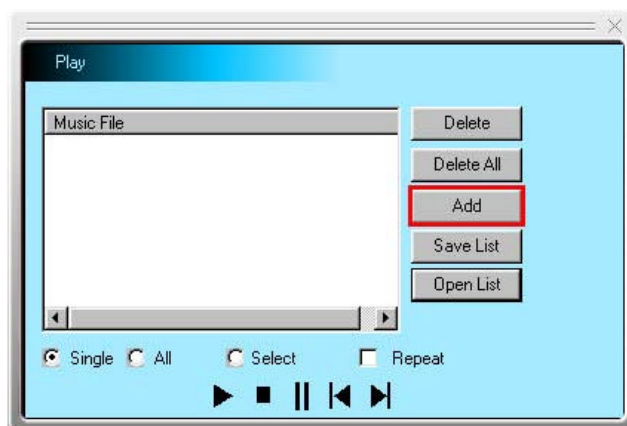 Play
Music File
Delete
Delete All
Add
Save List
Open List
Single All Select Repeat